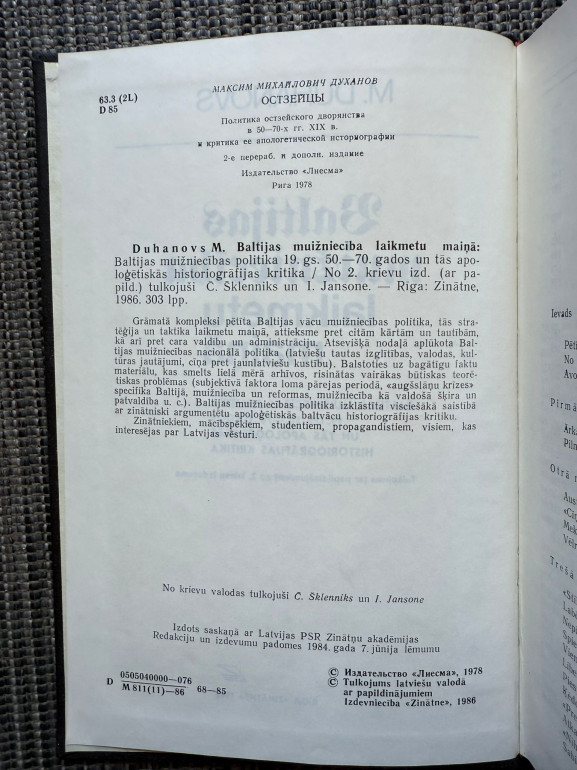 63.3 (2L)
D 85
МАКСИМ МИХАЙЛОВИЧ ДУХАНОВ
ОСТЗЕЙЦЫ
Политика остзейского дворянства
в 50—70-х гг. XIX в.
и критика ее апологетической историографии
2-е перераб. и дополн. издание
Издательство «Лиесма»
Рига 1978
Duhanovs M. Baltijas muižniecība laikmetu maiņā:
Baltijas muižniecības politika 19. gs. 50.—70. gados un tās apo-
loģētiskās historiogrāfijas kritika / No 2. krievu izd. (ar pa-
pild.) tulkojuši C. Šklenniks un I. Jansone. — Rīga: Zinātne,
1986. 303 lpp.
Grāmatā kompleksi pētīta Baltijas vācu muižniecības politika, tās stra-
tēģija un taktika laikmetu maiņā, attieksme pret citām kārtām un tautībām,
kā arī pret cara valdību un administrāciju. Atsevišķā nodaļā aplūkota Bal-
tijas muižniecības nacionālā politika (latviešu tautas izglītības, valodas, kul-
tūras jautājumi, cīņa pret jaunlatviešu kustību). Balstoties uz bagātīgu faktu
materiālu, kas smelts lielā mērā arhīvos, risinātas vairākas būtiskas teorē-
tiskas problēmas (subjektīvā faktora loma pārejas periodā, «augšslāņu krīzes»
specifika Baltijā, muižniecība un reformas, muižniecība kā valdošā šķira un
patvaldība u. c.). Baltijas muižniecības politika izklāstīta visciešākā saistībā
ar zinātniski argumentētu apoloģētiskās baltvācu historiogrāfijas kritiku.
Zinātniekiem, mācībspēkiem, studentiem, propagandistiem, visiem, kas
interesējas par Latvijas vēsturi.
No krievu valodas tulkojuši C. Šklenniks un I. Jansone
Izdots saskaņā ar Latvijas PSR Zinātņu akadēmijas
Redakciju un izdevumu padomes 1984. gada 7. jūnija lēmumu
D 0505040000—076
M 811(11)—86 68—85
© Издательство «Лиесма», 1978
© Tulkojums latviešu valodā
ar papildinājumiem
Izdevniecība «Zinātne», 1986
Ievads
Pirmā
Otrā
Trešā